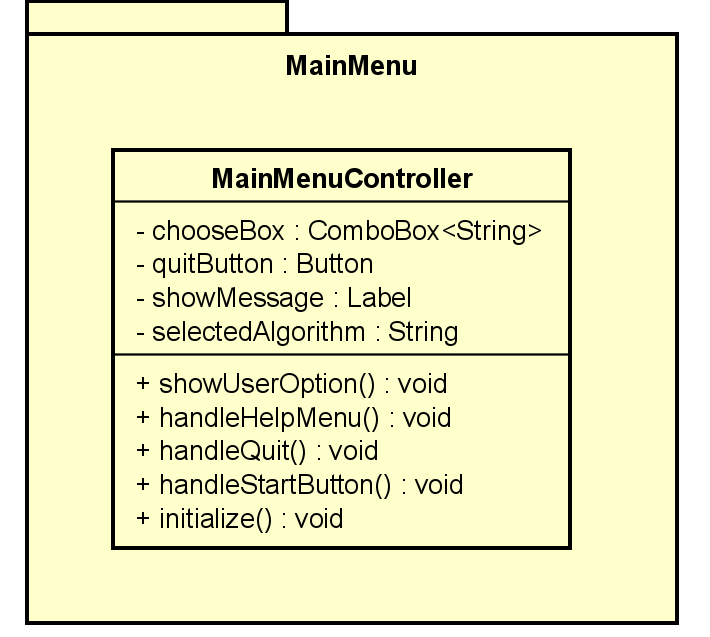 MainMenu
MainMenuController
- chooseBox : ComboBox<String>
- quitButton : Button
- showMessage : Label
- selectedAlgorithm : String
+ showUserOption() : void
+ handleHelpMenu() : void
+ handleQuit() : void
+ handleStartButton() : void
+ initialize() : void